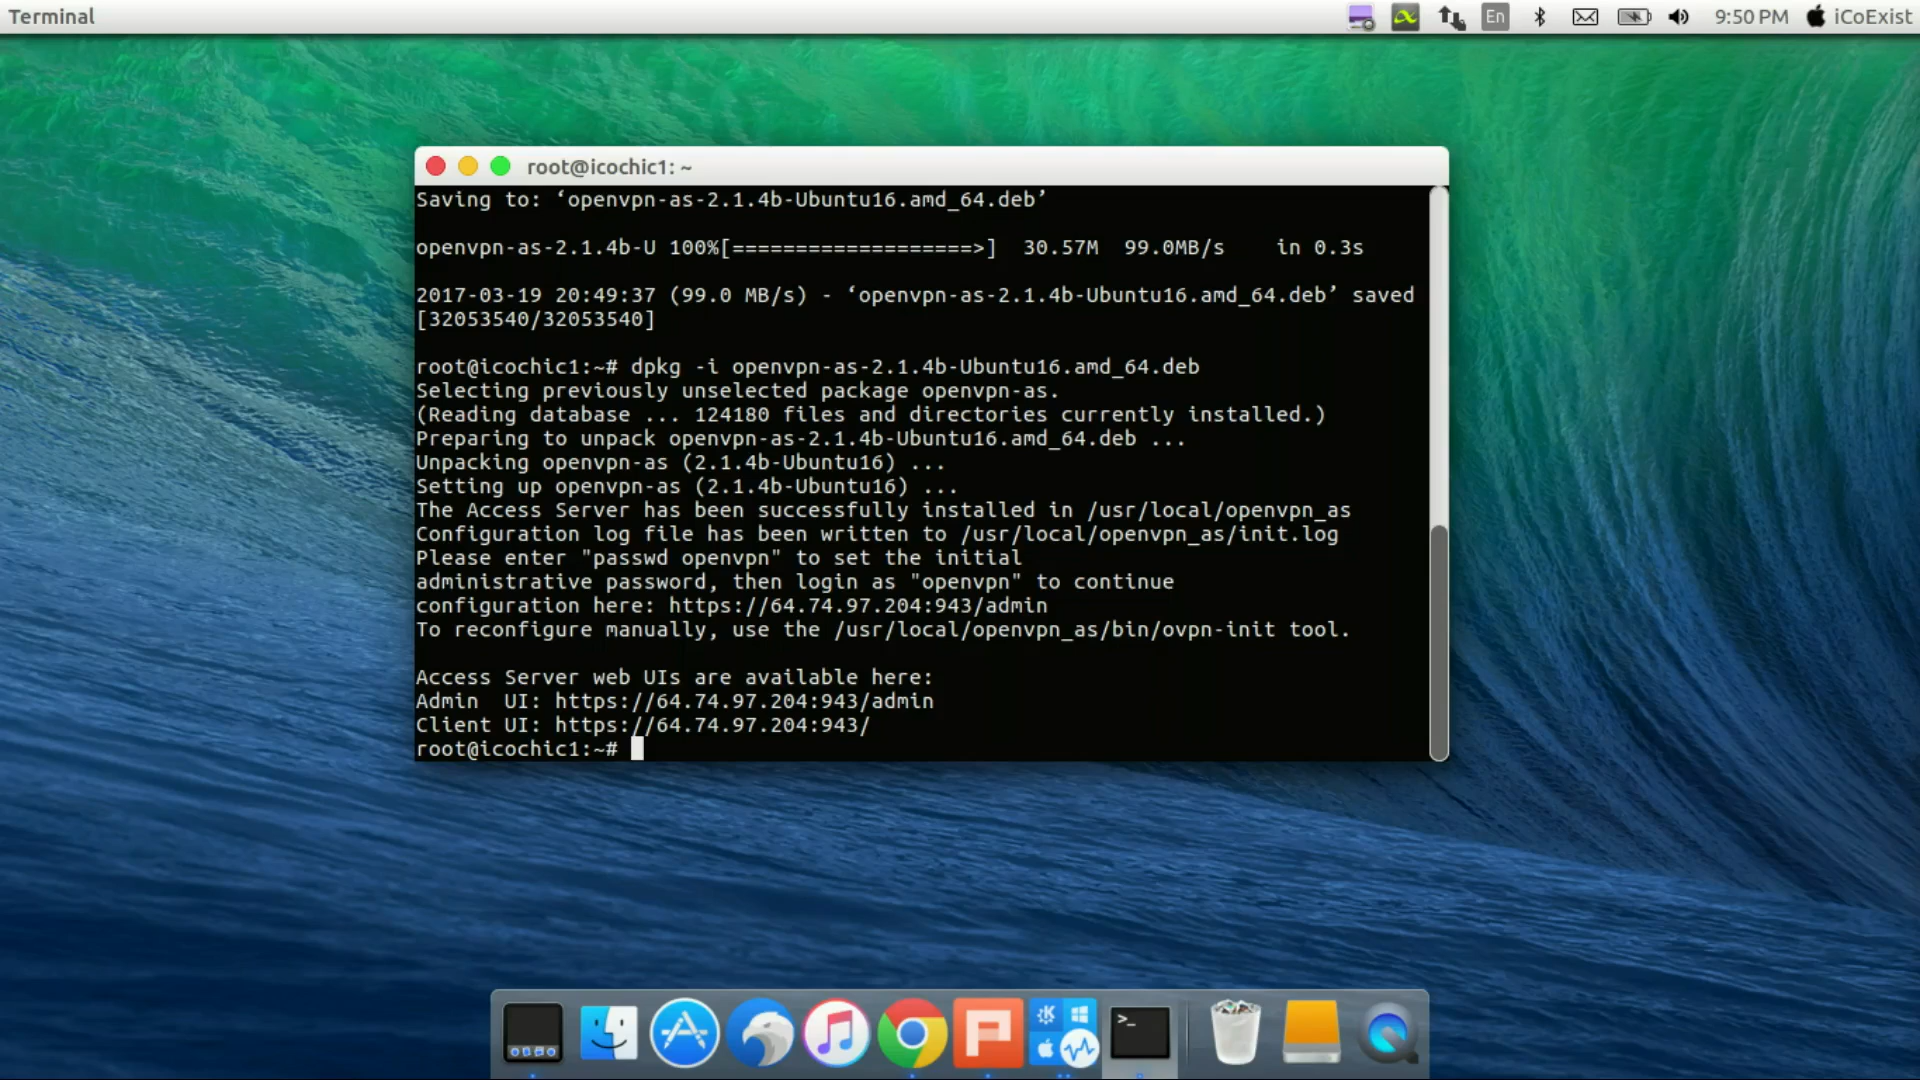 Terminal
En
9:50 PM
iCoExist
root@icochic1: ~
Saving to: ‘openvpn-as-2.1.4b-Ubuntu16.amd_64.deb’
openvpn-as-2.1.4b-U 100%[===================>]  30.57M  99.0MB/s    in 0.3s
2017-03-19 20:49:37 (99.0 MB/s) - ‘openvpn-as-2.1.4b-Ubuntu16.amd_64.deb’ saved
[32053540/32053540]
root@icochic1:~# dpkg -i openvpn-as-2.1.4b-Ubuntu16.amd_64.deb
Selecting previously unselected package openvpn-as.
(Reading database ... 124180 files and directories currently installed.)
Preparing to unpack openvpn-as-2.1.4b-Ubuntu16.amd_64.deb ...
Unpacking openvpn-as (2.1.4b-Ubuntu16) ...
Setting up openvpn-as (2.1.4b-Ubuntu16) ...
The Access Server has been successfully installed in /usr/local/openvpn_as
Configuration log file has been written to /usr/local/openvpn_as/init.log
Please enter "passwd openvpn" to set the initial
administrative password, then login as "openvpn" to continue
configuration here: https://64.74.97.204:943/admin
To reconfigure manually, use the /usr/local/openvpn_as/bin/ovpn-init tool.
Access Server web UIs are available here:
Admin  UI: https://64.74.97.204:943/admin
Client UI: https://64.74.97.204:943/
root@icochic1:~#